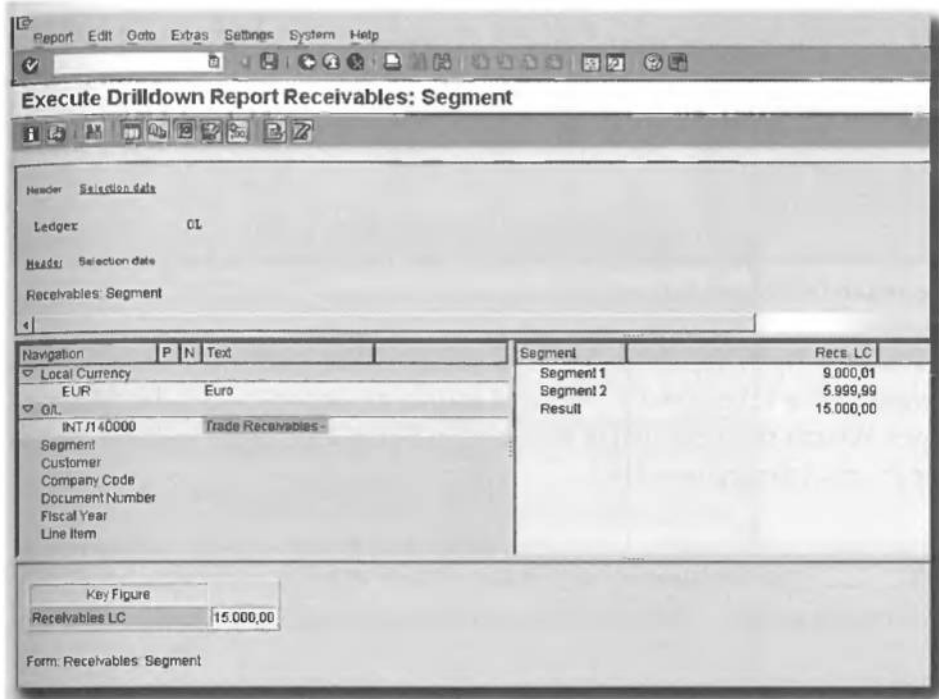 Report Edit Goto Extras Settings System Help
Execute Drilldown Report Receivables: Segment
Header Selection date
Ledger 0L
Header Selection date
Receivables: Segment
Navigation P N Text
Local Currency
EUR Euro
G/L
INT/140000 Trade Receivables -
Segment
Customer
Company Code
Document Number
Fiscal Year
Line Item
Segment Recs. LC
Segment 1 9.000,01
Segment 2 5.999,99
Result 15.000,00
Key Figure
Receivables LC 15.000,00
Form: Receivables: Segment